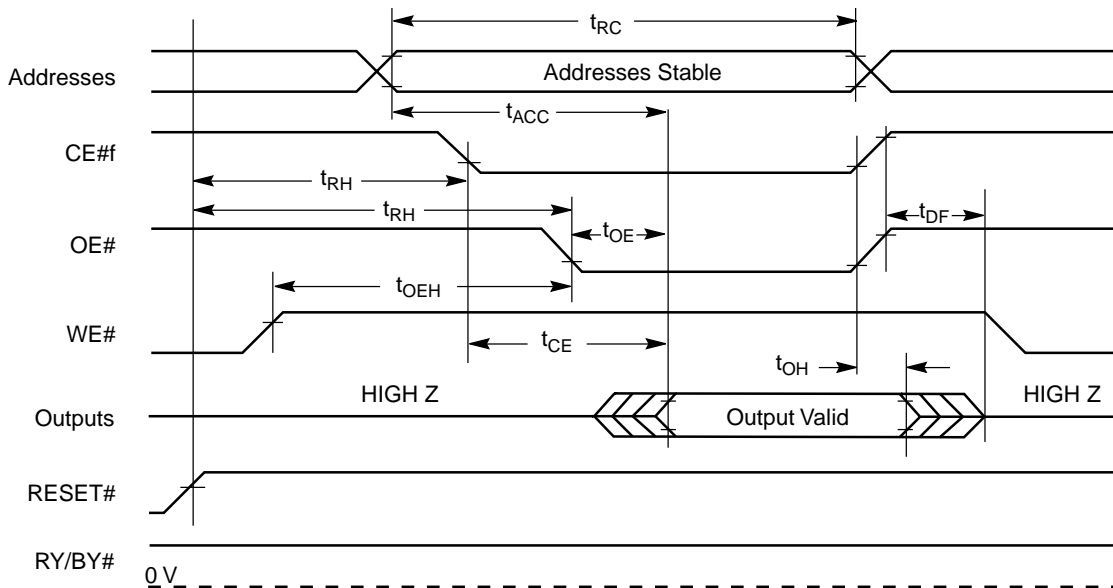 tRC
Addresses
Addresses Stable
tACC
CE#f
tRH
tRH
tDF
OE#
tOE
tOEH
WE#
tCE
tOH
HIGH Z
HIGH Z
Outputs
Output Valid
RESET#
RY/BY#
0 V